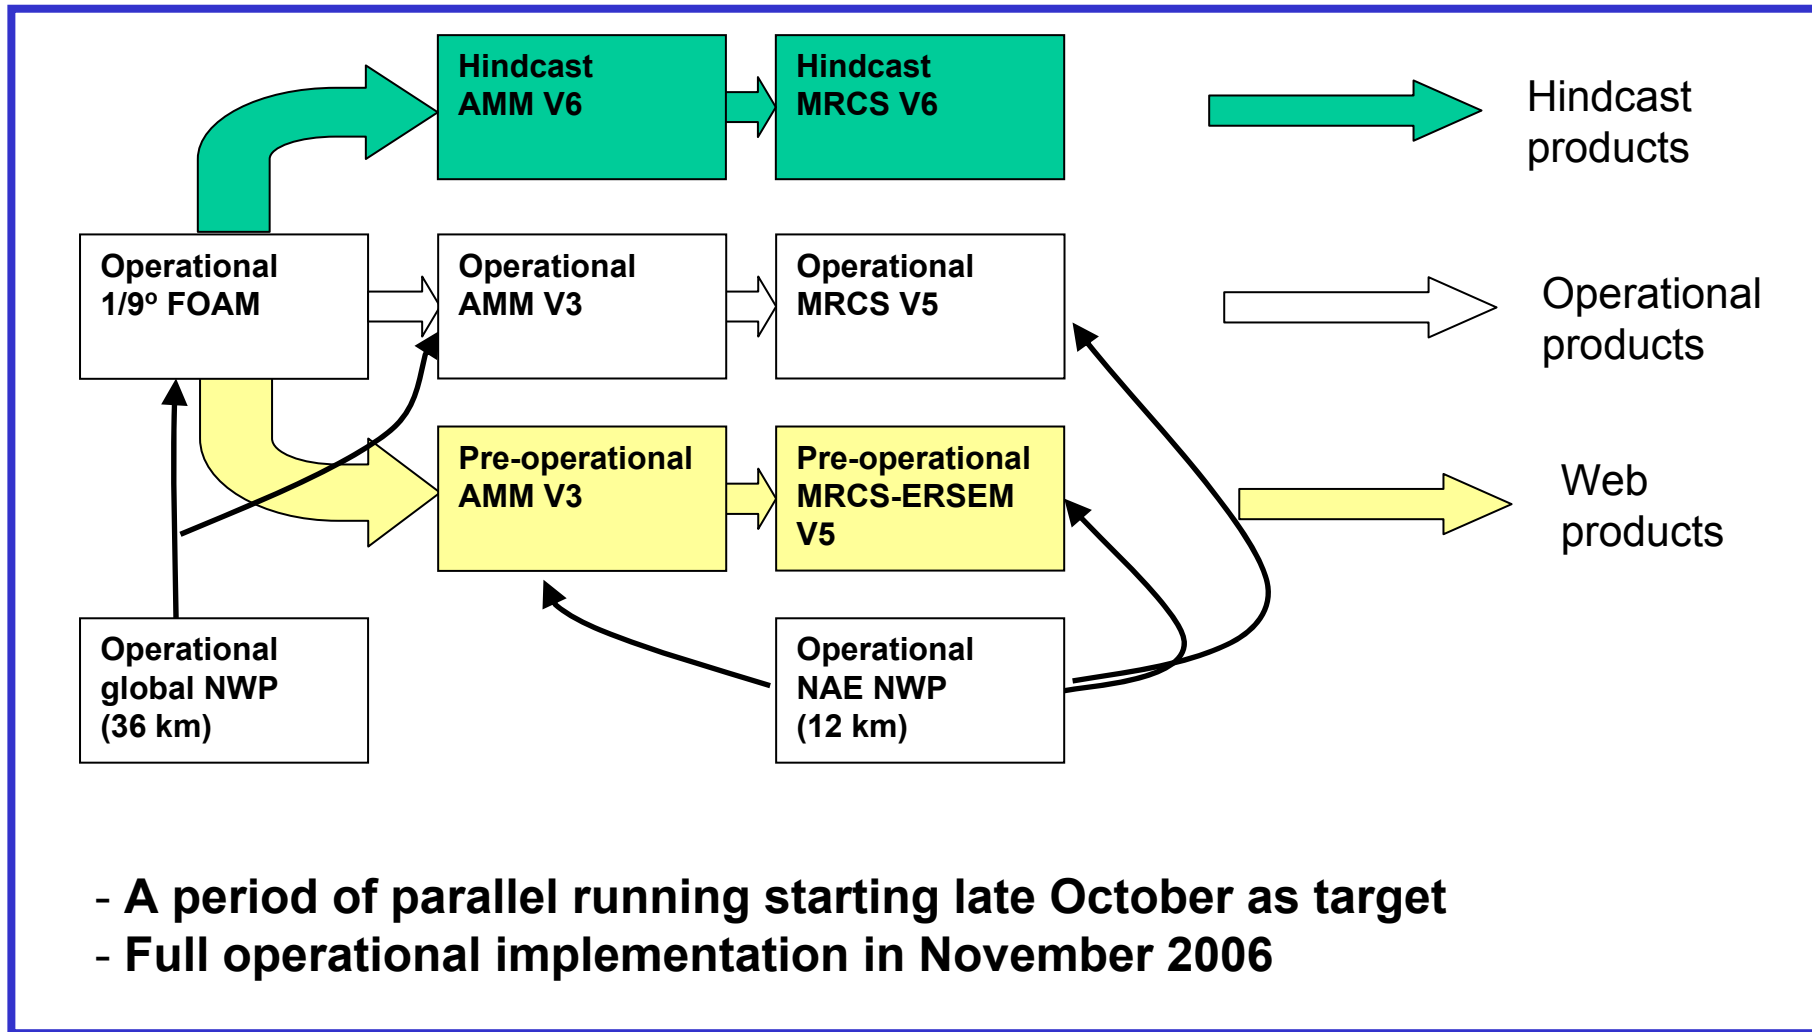 Hindcast
AMM V6
Hindcast
MRCS V6
Hindcast
products
Operational
1/9º FOAM
Operational
AMM V3
Operational
MRCS V5
Operational
products
Pre-operational
AMM V3
Pre-operational
MRCS-ERSEM
V5
Web
products
Operational
global NWP
(36 km)
Operational
NAE NWP
(12 km)
- A period of parallel running starting late October as target
- Full operational implementation in November 2006